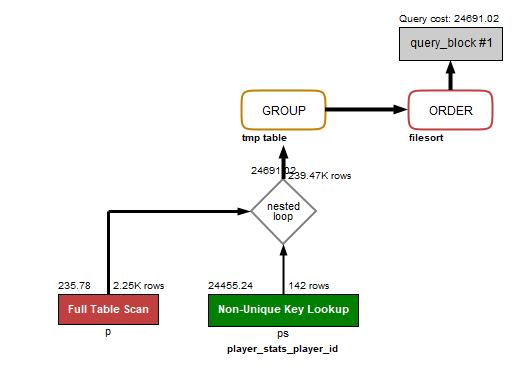 Query cost: 24691.02
query_block #1
GROUP
ORDER
tmp table
filesort
24691.02
239.47K rows
nested
loop
235.78
2.25K rows
24455.24
142 rows
Full Table Scan
Non-Unique Key Lookup
p
ps
player_stats_player_id